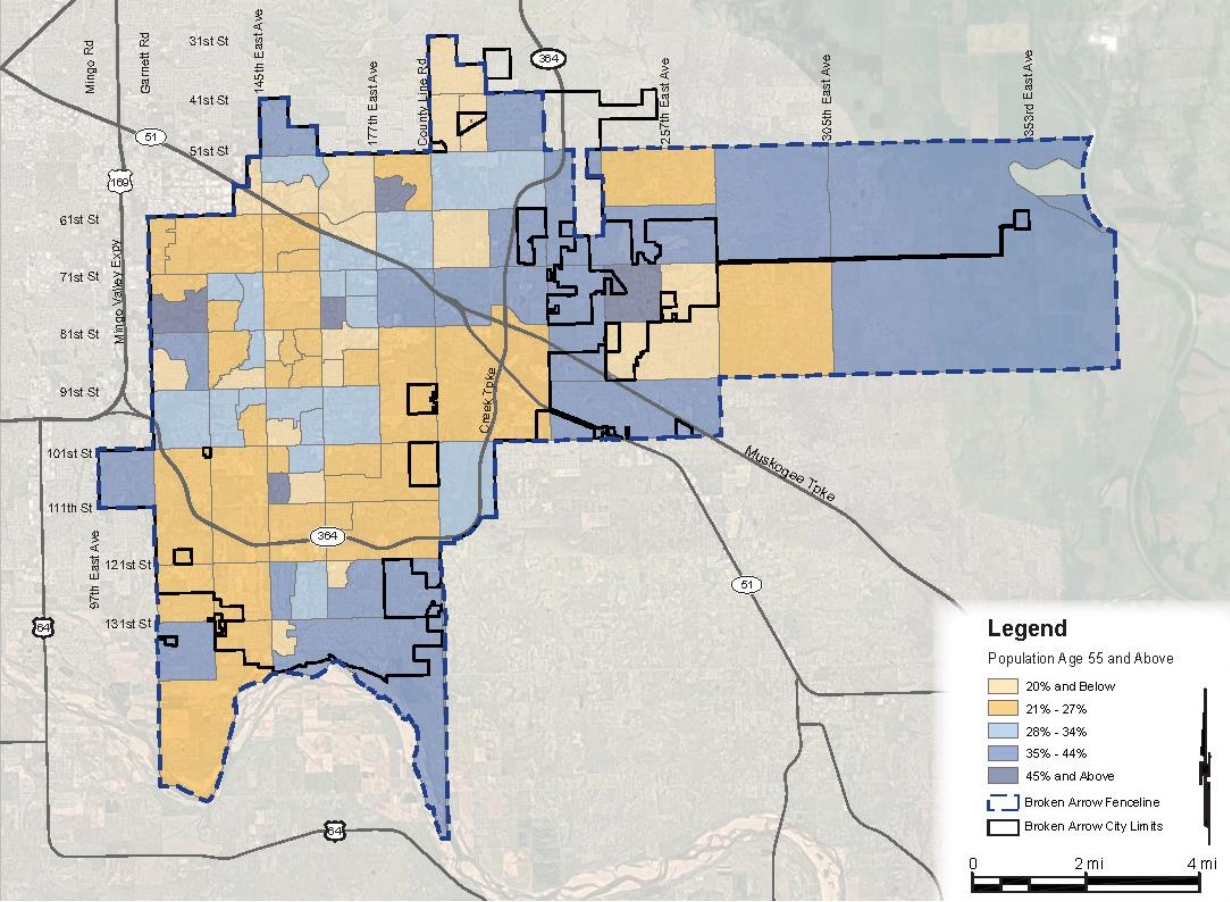 31st St
41st St
51st St
61st St
71st St
81st St
91st St
101st St
111th St
121st St
131st St
Mingo Rd
Garnett Rd
145th East Ave
177th East Ave
County Line Rd
257th East Ave
305th East Ave
353rd East Ave
Mingo Valley Expy
97th East Ave
Creek Tpke
Muskogee Tpke
51
169
364
364
51
64
64
Legend
Population Age 55 and Above
20% and Below
21% - 27%
28% - 34%
35% - 44%
45% and Above
Broken Arrow Fenceline
Broken Arrow City Limits
0 2 mi 4 mi